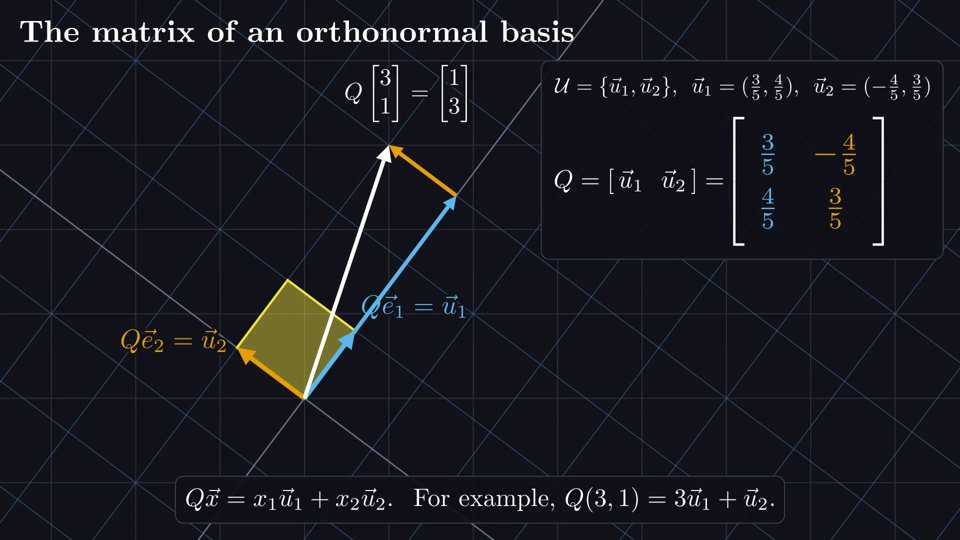 The matrix of an orthonormal basis
Q [3 1] = [1 3]
𝒰 = {u⃗₁, u⃗₂}, u⃗₁ = (3/5, 4/5), u⃗₂ = (−4/5, 3/5)
Q = [ u⃗₁ u⃗₂ ] = [3/5 −4/5
4/5 3/5]
Qe⃗₁ = u⃗₁
Qe⃗₂ = u⃗₂
Qx⃗ = x₁u⃗₁ + x₂u⃗₂. For example, Q(3, 1) = 3u⃗₁ + u⃗₂.